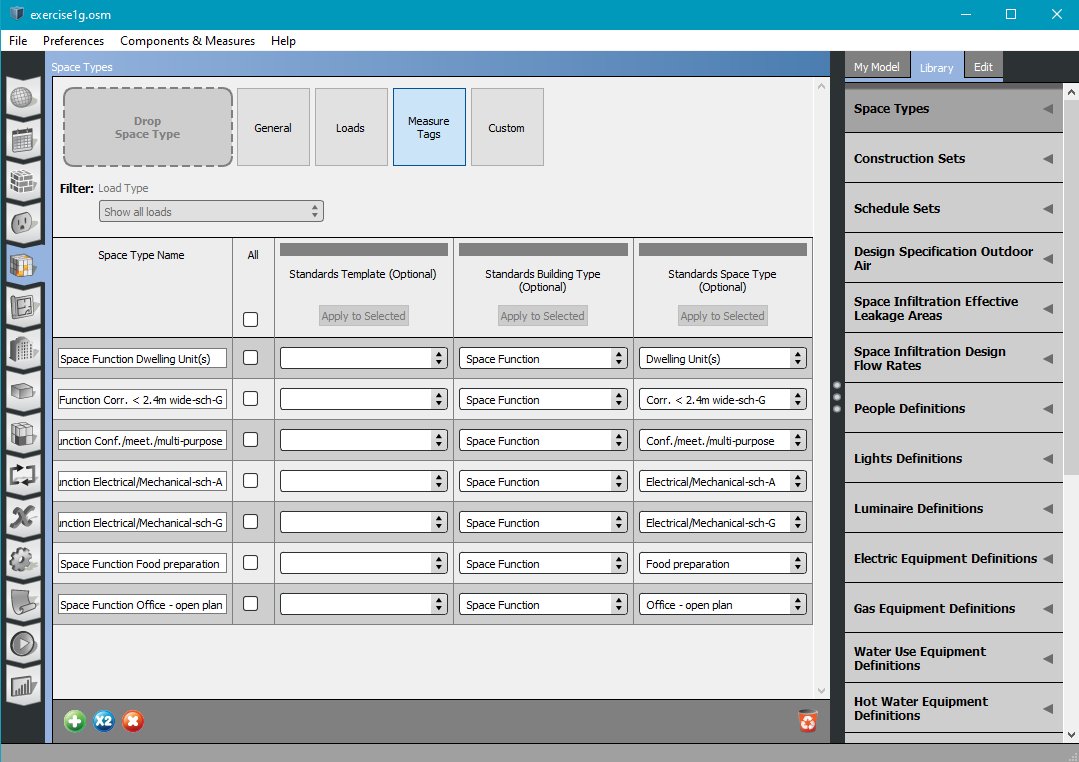 exercise1g.osm
File Preferences Components & Measures Help
Space Types
Drop
Space Type
General
Loads
Measure
Tags
Custom
Filter: Load Type
Show all loads
Space Type Name
All
Standards Template (Optional)
Apply to Selected
Standards Building Type
(Optional)
Apply to Selected
Standards Space Type
(Optional)
Apply to Selected
Space Function Dwelling Unit(s) Space Function Dwelling Unit(s)
Function Corr. < 2.4m wide-sch-G Space Function Corr. < 2.4m wide-sch-G
unction Conf./meet./multi-purpose Space Function Conf./meet./multi-purpose
unction Electrical/Mechanical-sch-A Space Function Electrical/Mechanical-sch-A
unction Electrical/Mechanical-sch-G Space Function Electrical/Mechanical-sch-G
Space Function Food preparation Space Function Food preparation
Space Function Office - open plan Space Function Office - open plan
X2
My Model Library Edit
Space Types
Construction Sets
Schedule Sets
Design Specification Outdoor
Air
Space Infiltration Effective
Leakage Areas
Space Infiltration Design
Flow Rates
People Definitions
Lights Definitions
Luminaire Definitions
Electric Equipment Definitions
Gas Equipment Definitions
Water Use Equipment
Definitions
Hot Water Equipment
Definitions